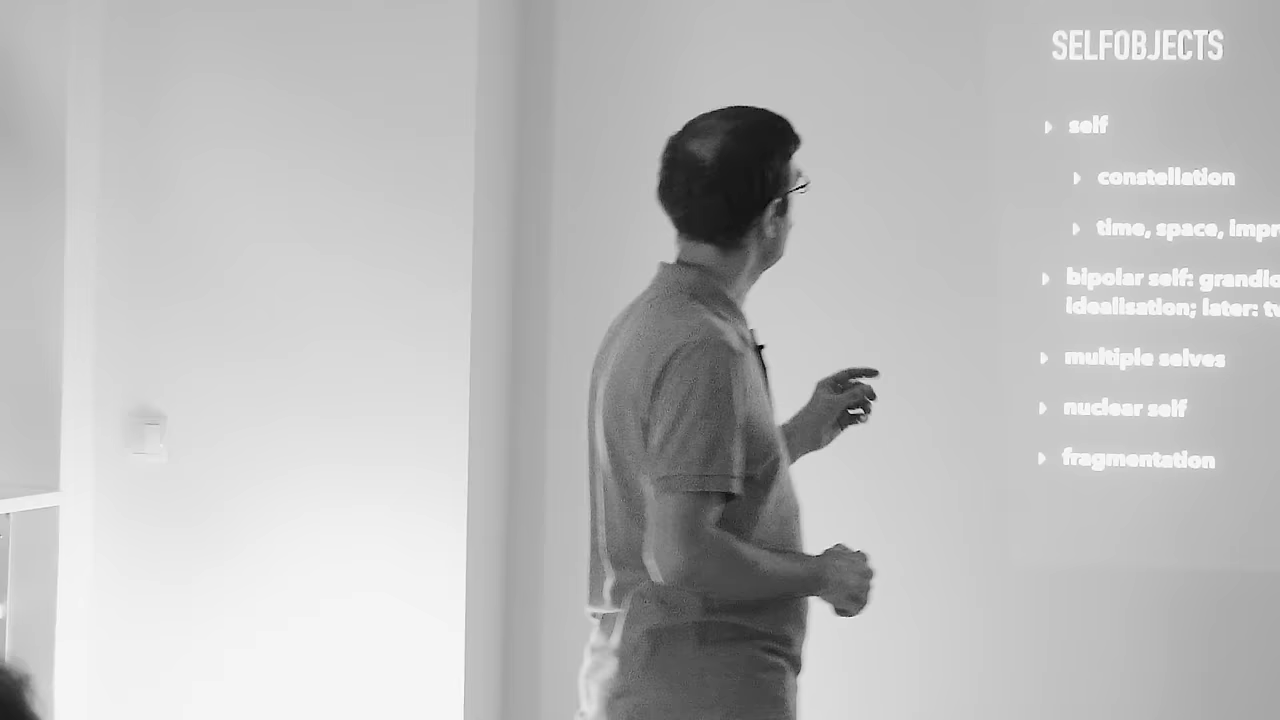 SELFOBJECTS
self
constellation
time, space, 
bipolar self:
idealisation; later:
multiple selves
nuclear self
fragmentation